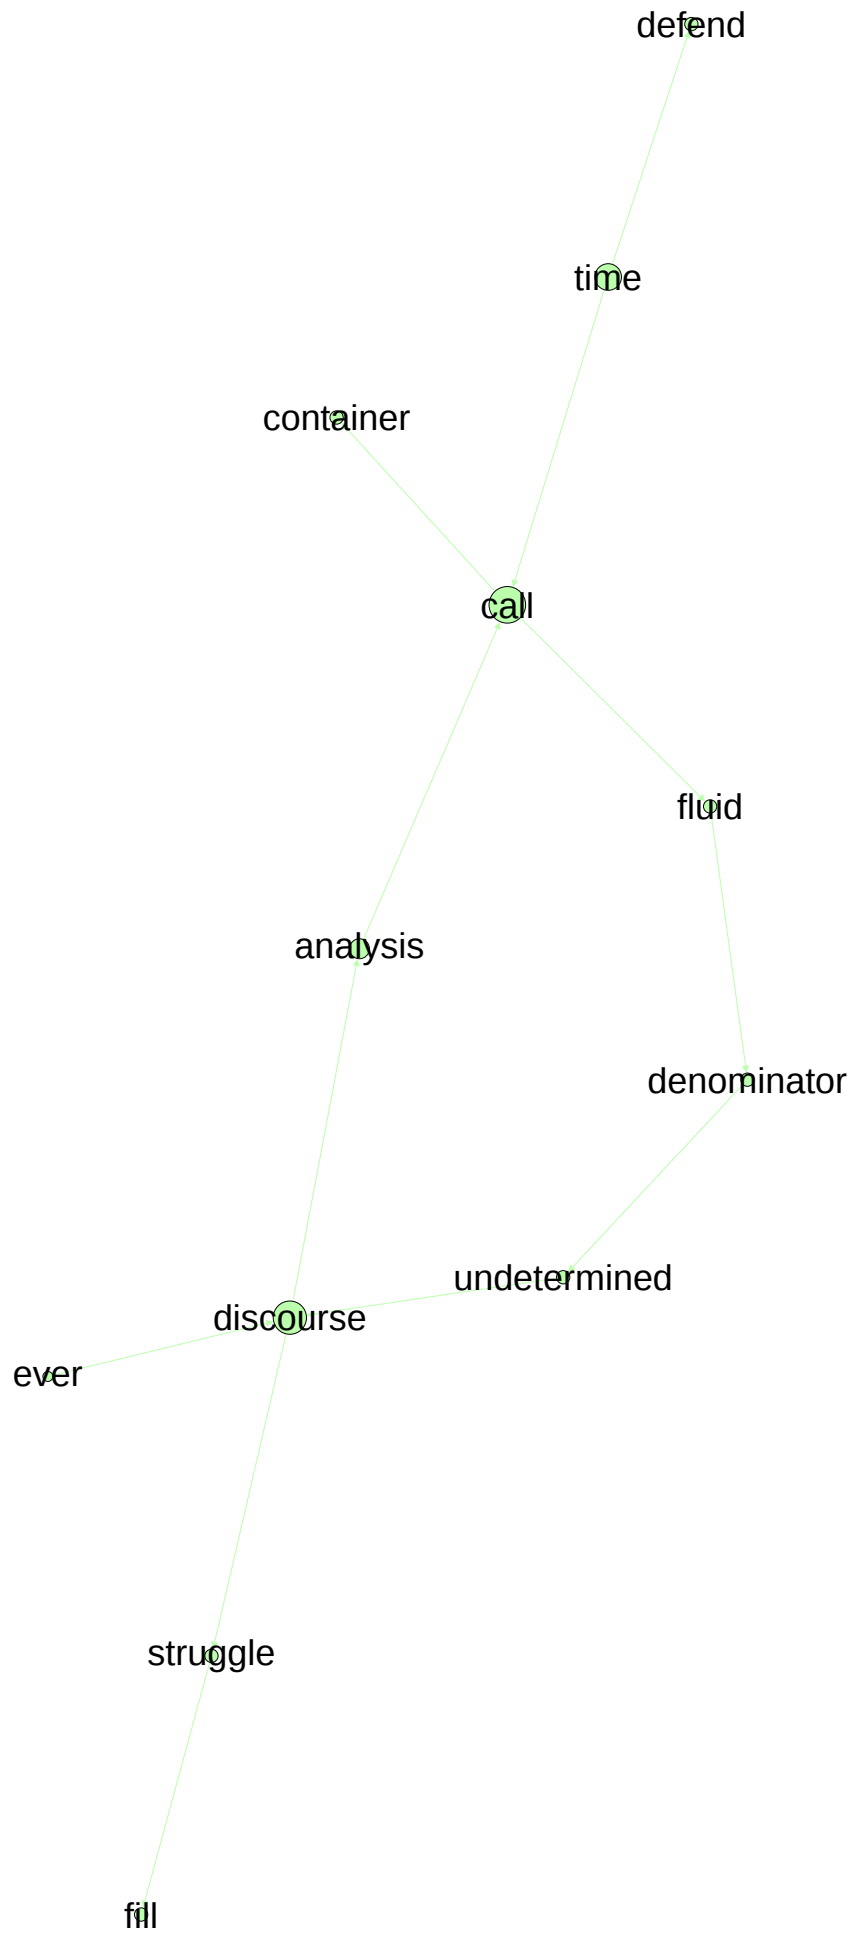 defend
time
container
call
fluid
analysis
denominator
undetermined
discourse
ever
struggle
fill